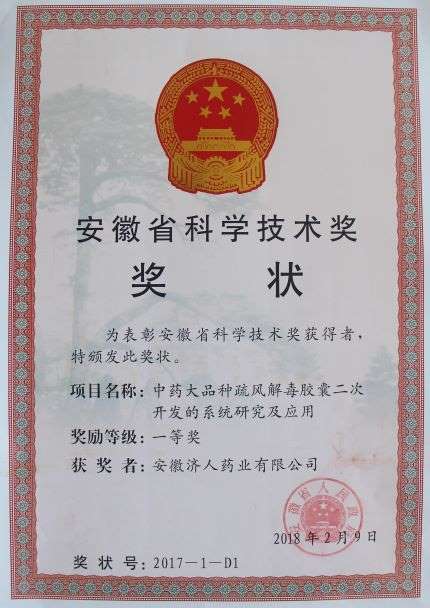 安徽省科学技术奖
奖 状
为表彰安徽省科学技术奖获得者，
特颁发此奖状。
项目名称：中药大品种疏风解毒胶囊二次
开发的系统研究及应用
奖励等级：一等奖
获 奖 者：安徽济人药业有限公司
安徽省人民政府
2018年2月9日
奖 状 号：2017－1－D1